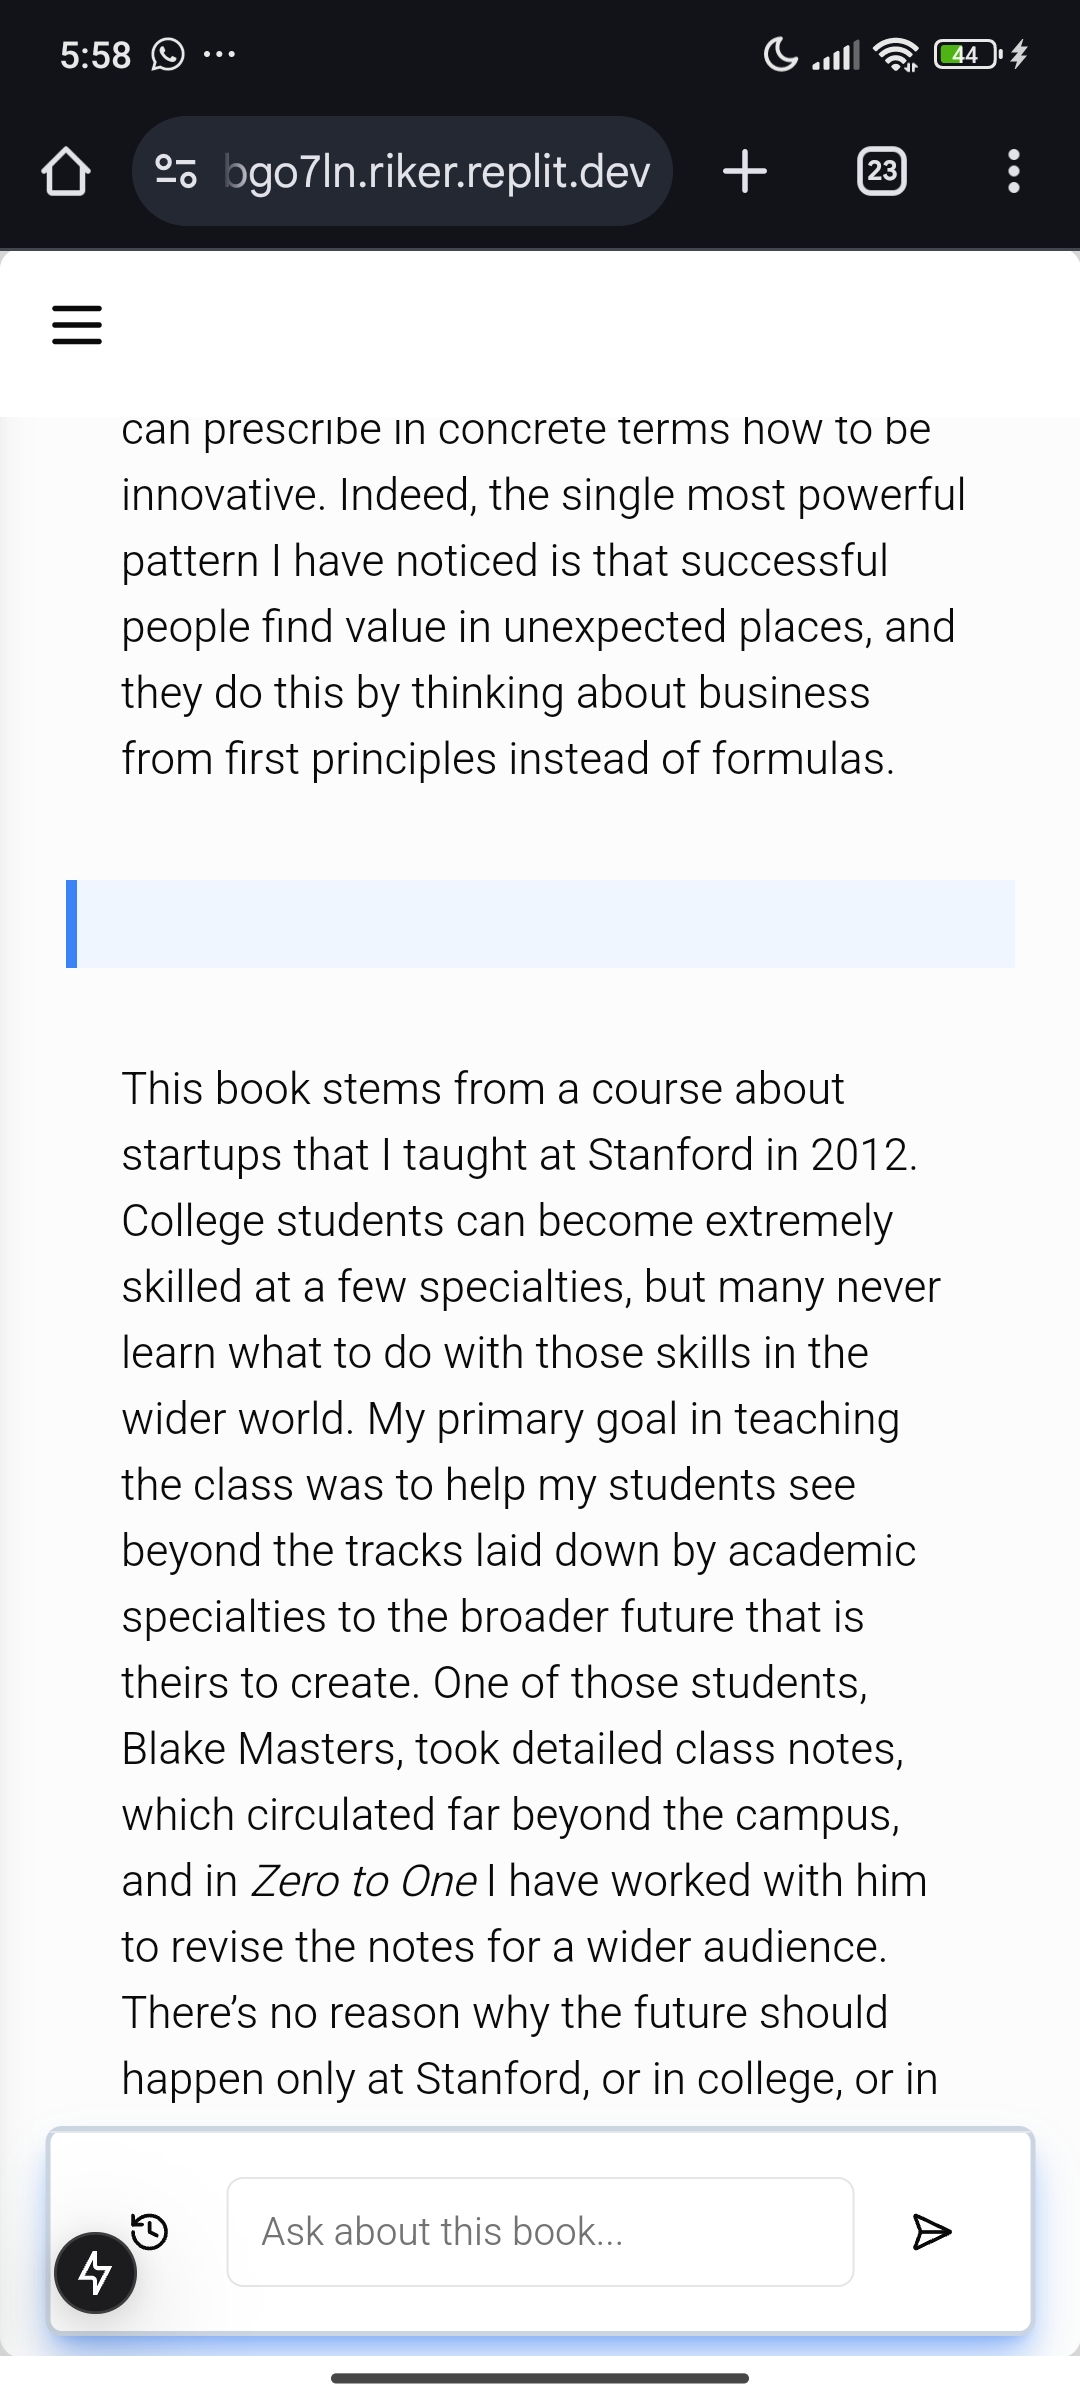 5:58
44
bgo7ln.riker.replit.dev
23
can prescribe in concrete terms how to be
innovative. Indeed, the single most powerful
pattern I have noticed is that successful
people find value in unexpected places, and
they do this by thinking about business
from first principles instead of formulas.
This book stems from a course about
startups that I taught at Stanford in 2012.
College students can become extremely
skilled at a few specialties, but many never
learn what to do with those skills in the
wider world. My primary goal in teaching
the class was to help my students see
beyond the tracks laid down by academic
specialties to the broader future that is
theirs to create. One of those students,
Blake Masters, took detailed class notes,
which circulated far beyond the campus,
and in Zero to One I have worked with him
to revise the notes for a wider audience.
There’s no reason why the future should
happen only at Stanford, or in college, or in
Ask about this book...